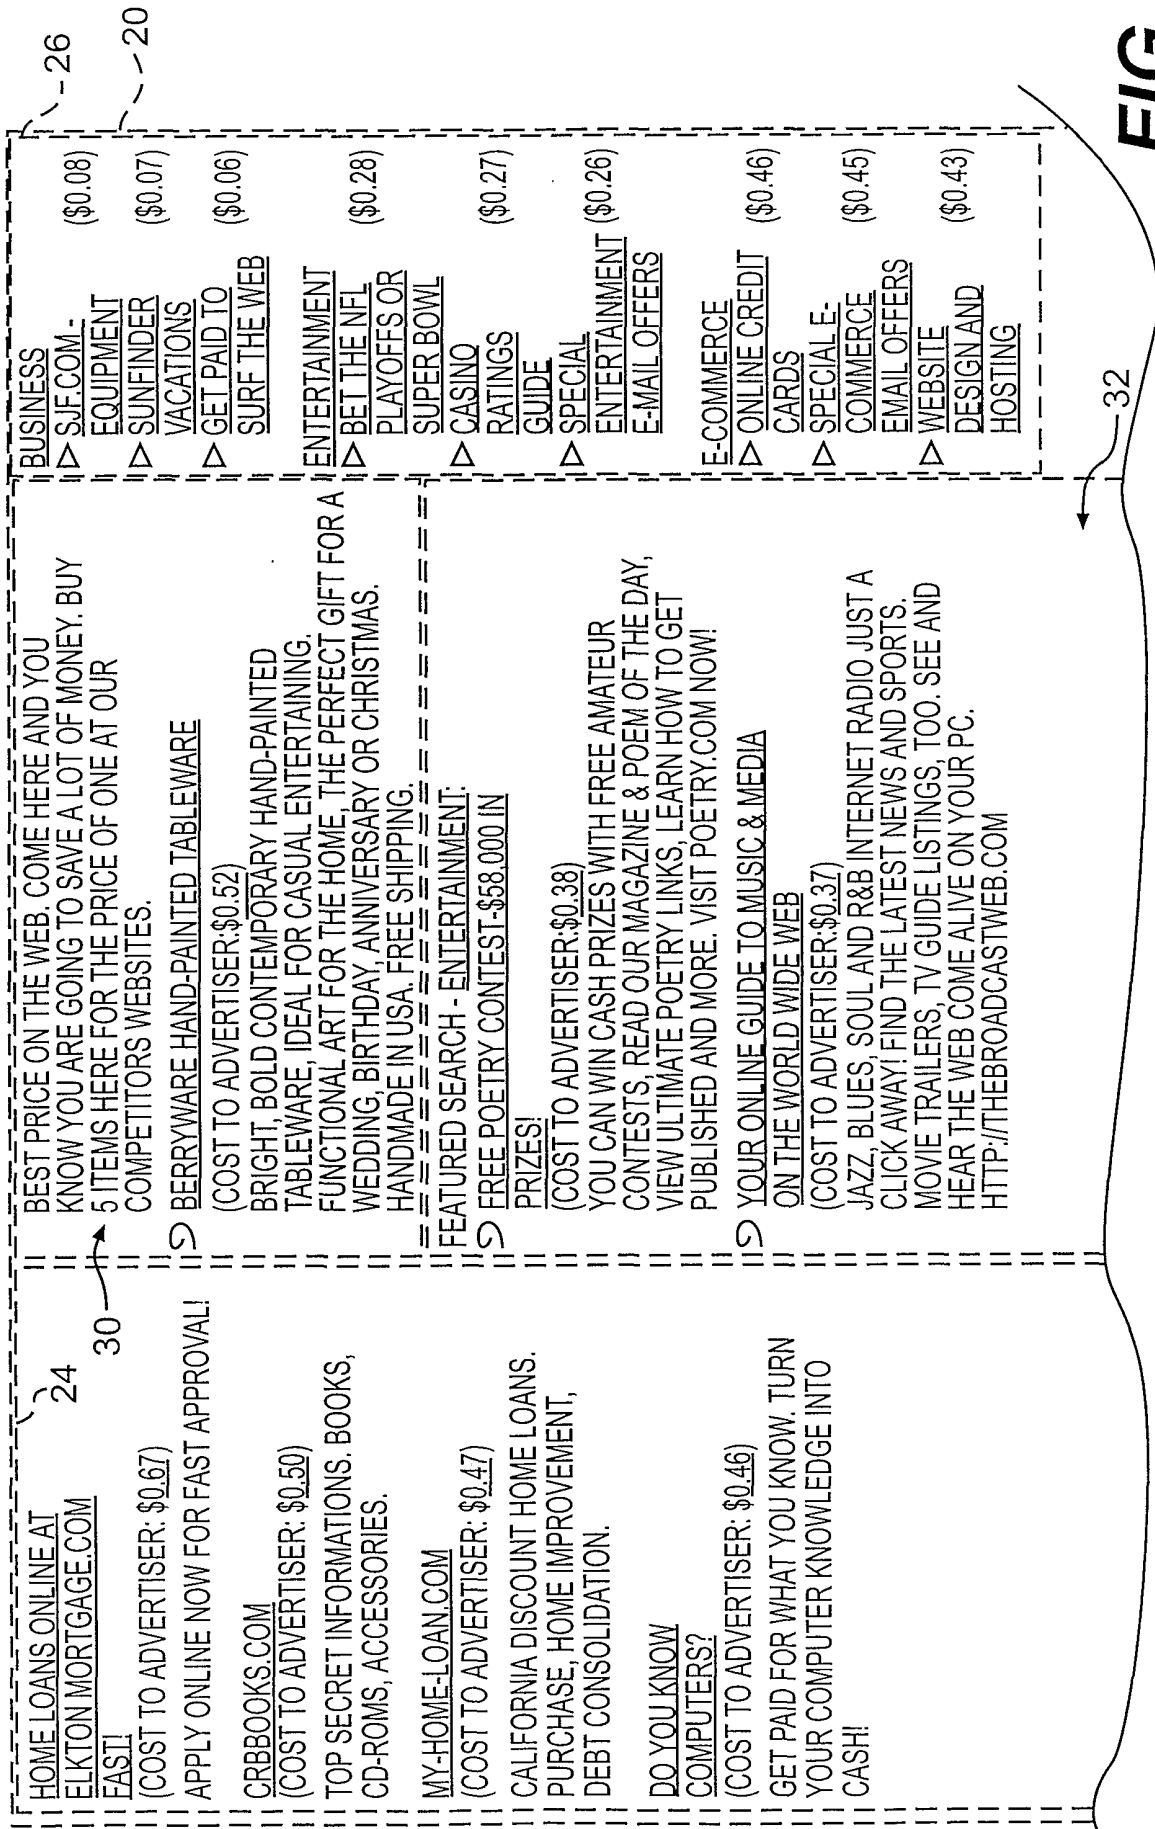 HOME LOANS ONLINE AT
ELKTON MORTGAGE.COM
FAST!
(COST TO ADVERTISER: $0.67)
APPLY ONLINE NOW FOR FAST APPROVAL!
CRBBOOKS.COM
(COST TO ADVERTISER: $0.50)
TOP SECRET INFORMATIONS. BOOKS,
CD-ROMS, ACCESSORIES.
MY-HOME-LOAN.COM
(COST TO ADVERTISER: $0.47)
CALIFORNIA DISCOUNT HOME LOANS.
PURCHASE, HOME IMPROVEMENT,
DEBT CONSOLIDATION.
DO YOU KNOW
COMPUTERS?
(COST TO ADVERTISER: $0.46)
GET PAID FOR WHAT YOU KNOW. TURN
YOUR COMPUTER KNOWLEDGE INTO
CASH!
24
30
BEST PRICE ON THE WEB. COME HERE AND YOU
KNOW YOU ARE GOING TO SAVE A LOT OF MONEY. BUY
5 ITEMS HERE FOR THE PRICE OF ONE AT OUR
COMPETITORS WEBSITES.
BERRYWARE HAND-PAINTED TABLEWARE
(COST TO ADVERTISER:$0.52)
BRIGHT, BOLD CONTEMPORARY HAND-PAINTED
TABLEWARE, IDEAL FOR CASUAL ENTERTAINING.
FUNCTIONAL ART FOR THE HOME, THE PERFECT GIFT FOR A
WEDDING, BIRTHDAY, ANNIVERSARY OR CHRISTMAS.
HANDMADE IN USA. FREE SHIPPING.
FEATURED SEARCH - ENTERTAINMENT:
FREE POETRY CONTEST-$58,000 IN
PRIZES!
(COST TO ADVERTISER:$0.38)
YOU CAN WIN CASH PRIZES WITH FREE AMATEUR
CONTESTS, READ OUR MAGAZINE & POEM OF THE DAY,
VIEW ULTIMATE POETRY LINKS, LEARN HOW TO GET
PUBLISHED AND MORE. VISIT POETRY.COM NOW!
YOUR ONLINE GUIDE TO MUSIC & MEDIA
ON THE WORLD WIDE WEB
(COST TO ADVERTISER:$0.37)
JAZZ, BLUES, SOUL AND R&B INTERNET RADIO JUST A
CLICK AWAY! FIND THE LATEST NEWS AND SPORTS.
MOVIE TRAILERS, TV GUIDE LISTINGS, TOO. SEE AND
HEAR THE WEB COME ALIVE ON YOUR PC.
HTTP://THEBROADCASTWEB.COM
BUSINESS
SJF.COM - ($0.08)
EQUIPMENT
SUNFINDER ($0.07)
VACATIONS
GET PAID TO ($0.06)
SURF THE WEB
ENTERTAINMENT
BET THE NFL ($0.28)
PLAYOFFS OR
SUPER BOWL
CASINO ($0.27)
RATINGS
GUIDE
SPECIAL ($0.26)
ENTERTAINMENT
E-MAIL OFFERS
E-COMMERCE
ONLINE CREDIT ($0.46)
CARDS
SPECIAL E- ($0.45)
COMMERCE
EMAIL OFFERS
WEBSITE ($0.43)
DESIGN AND
HOSTING
26
20
32
FIG